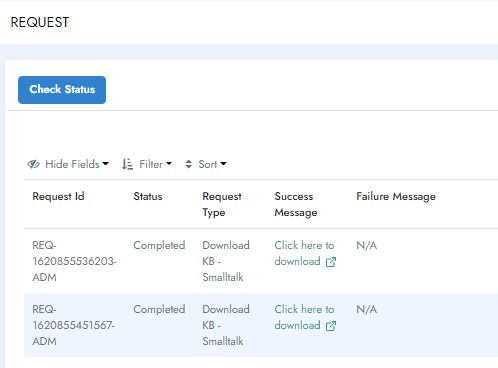 REQUEST
Check Status
Hide Fields Filter Sort
Request Id Status Request Type Success Message Failure Message
REQ- Completed Download Click here to N/A
1620855536203- KB - download
ADM Smalltalk
REQ- Completed Download Click here to N/A
1620855451567- KB - download
ADM Smalltalk